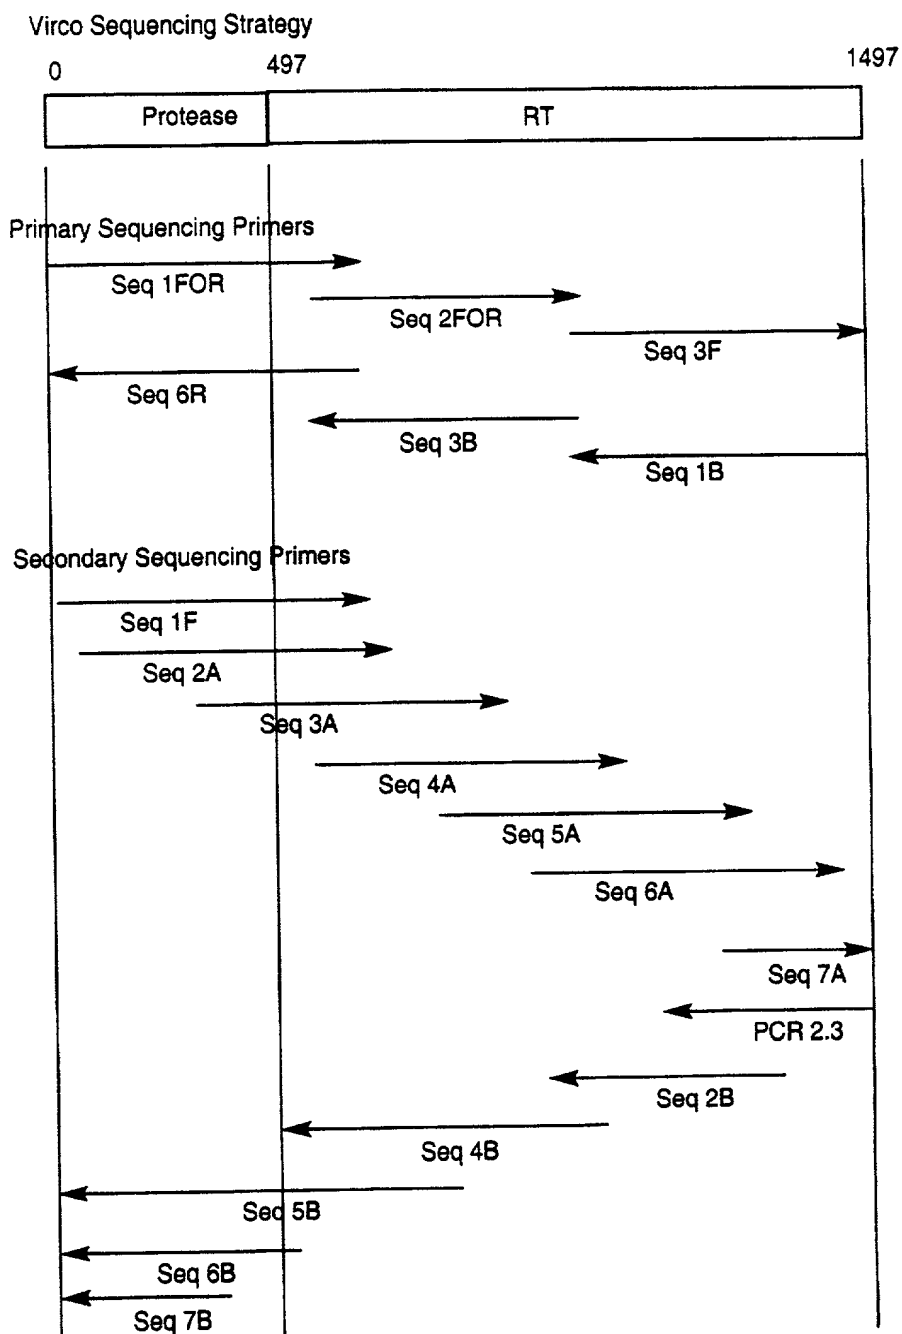 Virco Sequencing Strategy
0 497 1497
Protease RT
Primary Sequencing Primers
Seq 1FOR
Seq 2FOR
Seq 3F
Seq 6R
Seq 3B
Seq 1B
Secondary Sequencing Primers
Seq 1F
Seq 2A
Seq 3A
Seq 4A
Seq 5A
Seq 6A
Seq 7A
PCR 2.3
Seq 2B
Seq 4B
Seq 5B
Seq 6B
Seq 7B